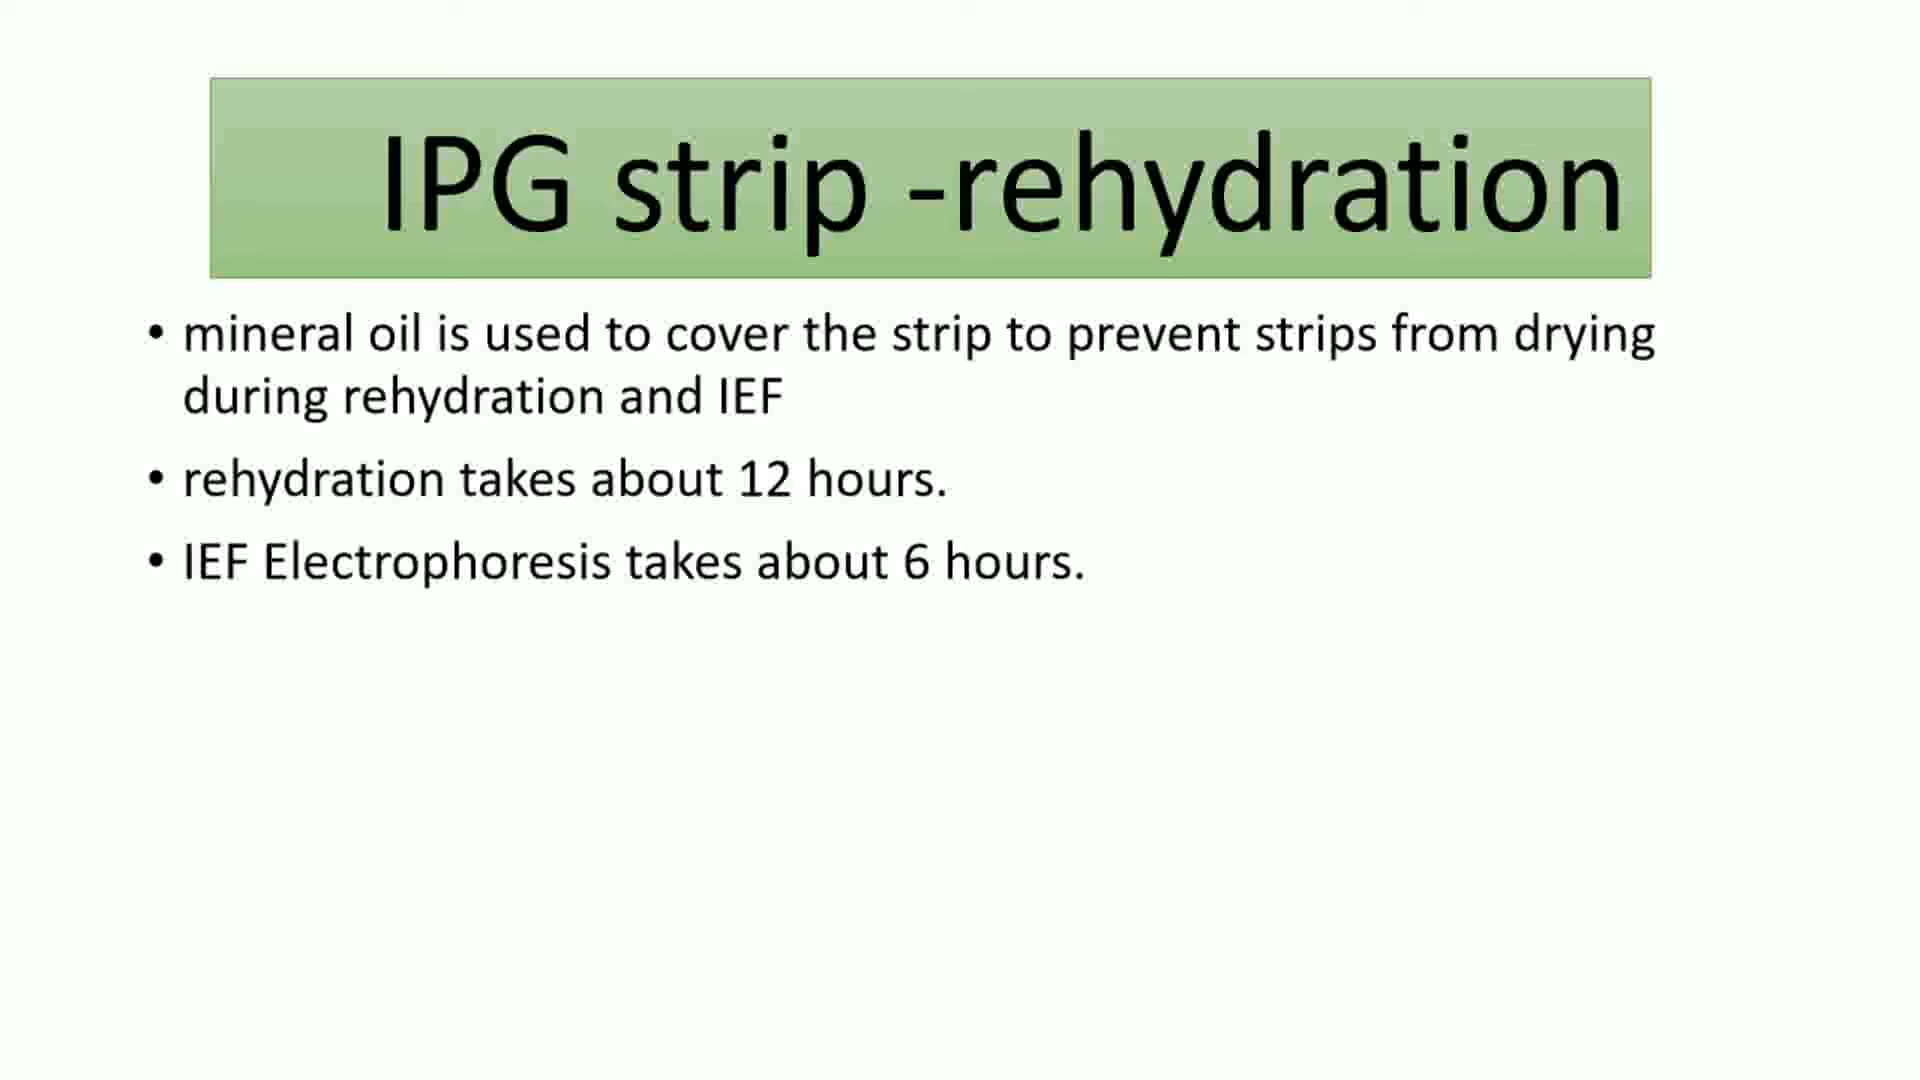 IPG strip -rehydration
• mineral oil is used to cover the strip to prevent strips from drying
during rehydration and IEF
• rehydration takes about 12 hours.
• IEF Electrophoresis takes about 6 hours.